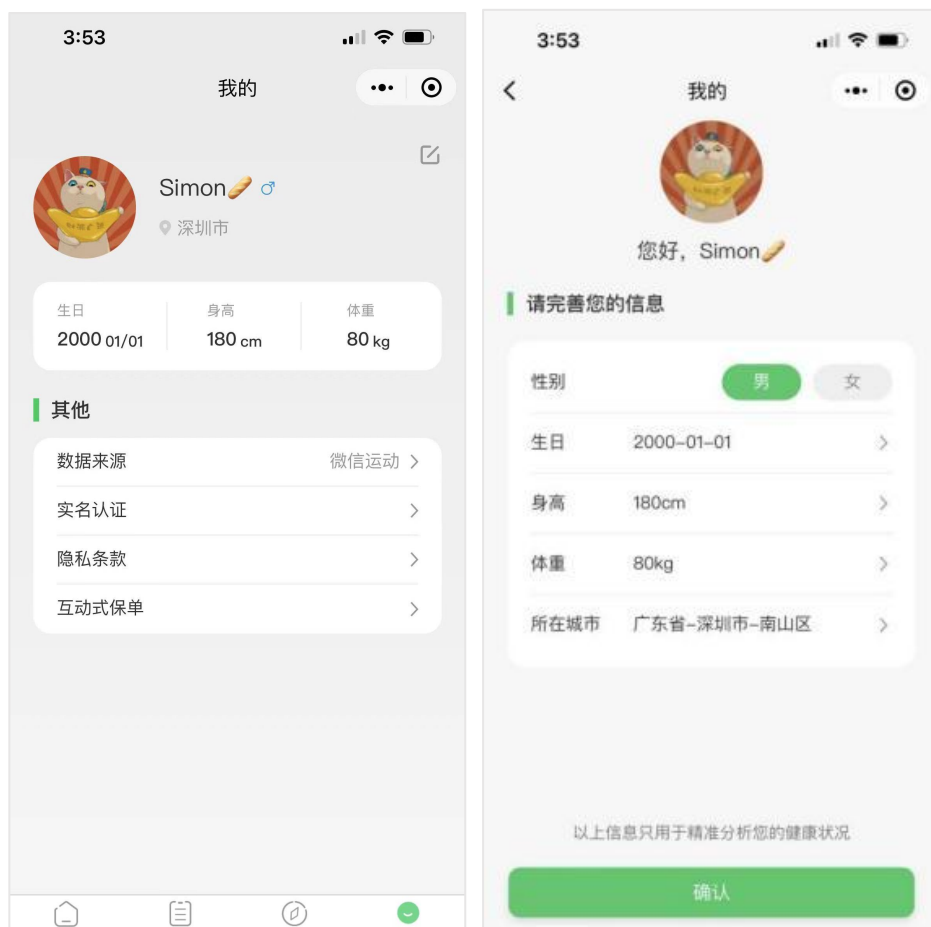 3:53
我的
Simon🥖 ♂
深圳市
生日 身高 体重
2000 01/01 180 cm 80 kg
其他
数据来源 微信运动
实名认证
隐私条款
互动式保单
3:53
我的
您好，Simon🥖
请完善您的信息
性别 男 女
生日 2000-01-01
身高 180cm
体重 80kg
所在城市 广东省-深圳市-南山区
以上信息只用于精准分析您的健康状况
确认